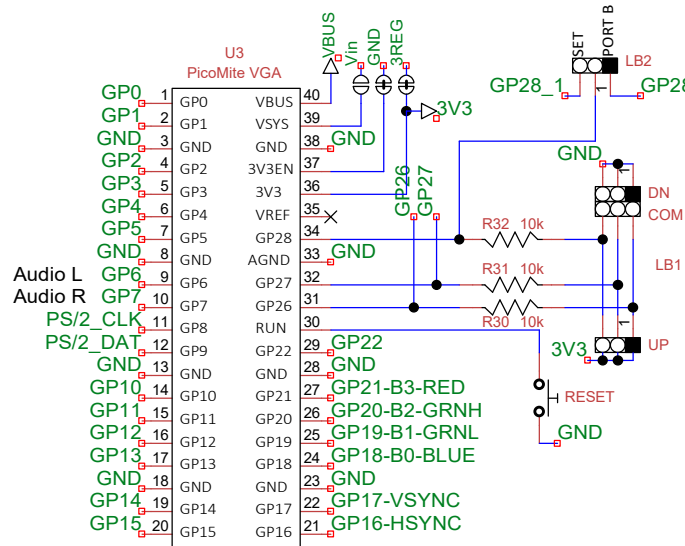 U3
PicoMite VGA
VBUS
Vin
GND
3REG
SET
PORT B
LB2
1
GP28_1
GP28
3V3
GP0 1 GP0 VBUS 40
GP1 2 GP1 VSYS 39
GND 3 GND GND 38 GND
GP2 4 GP2 3V3EN 37
GP3 5 GP3 3V3 36
GP4 6 GP4 VREF 35
GP5 7 GP5 GP28 34
GND 8 GND AGND 33 GND
Audio L GP6 9 GP6 GP27 32
Audio R GP7 10 GP7 GP26 31
PS/2_CLK 11 GP8 RUN 30
PS/2_DAT 12 GP9 GP22 29 GP22
GND 13 GND GND 28 GND
GP10 14 GP10 GP21 27 GP21-B3-RED
GP11 15 GP11 GP20 26 GP20-B2-GRNH
GP12 16 GP12 GP19 25 GP19-B1-GRNL
GP13 17 GP13 GP18 24 GP18-B0-BLUE
GND 18 GND GND 23 GND
GP14 19 GP14 GP17 22 GP17-VSYNC
GP15 20 GP15 GP16 21 GP16-HSYNC
GP26
GP27
GND
1
DN
COM
LB1
R32 10k
R31 10k
R30 10k
1
UP
3V3
RESET
GND